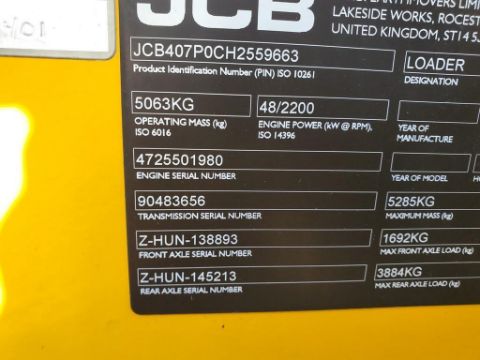 JCB
EARTHMOVERS LIMI
LAKESIDE WORKS, ROCEST
UNITED KINGDOM, ST14 5J
JCB407P0CH2559663
Product Identification Number (PIN) ISO 10261
LOADER
DESIGNATION
5063KG
OPERATING MASS (kg)
ISO 6016
48/2200
ENGINE POWER (kW @ RPM),
ISO 14396
YEAR OF
MANUFACTURE
4725501980
ENGINE SERIAL NUMBER
YEAR OF MODEL
90483656
TRANSMISSION SERIAL NUMBER
5285KG
MAXIMUM MASS (kg)
Z-HUN-138893
FRONT AXLE SERIAL NUMBER
1692KG
MAX FRONT AXLE LOAD (kg)
Z-HUN-145213
REAR AXLE SERIAL NUMBER
3884KG
MAX REAR AXLE LOAD (kg)